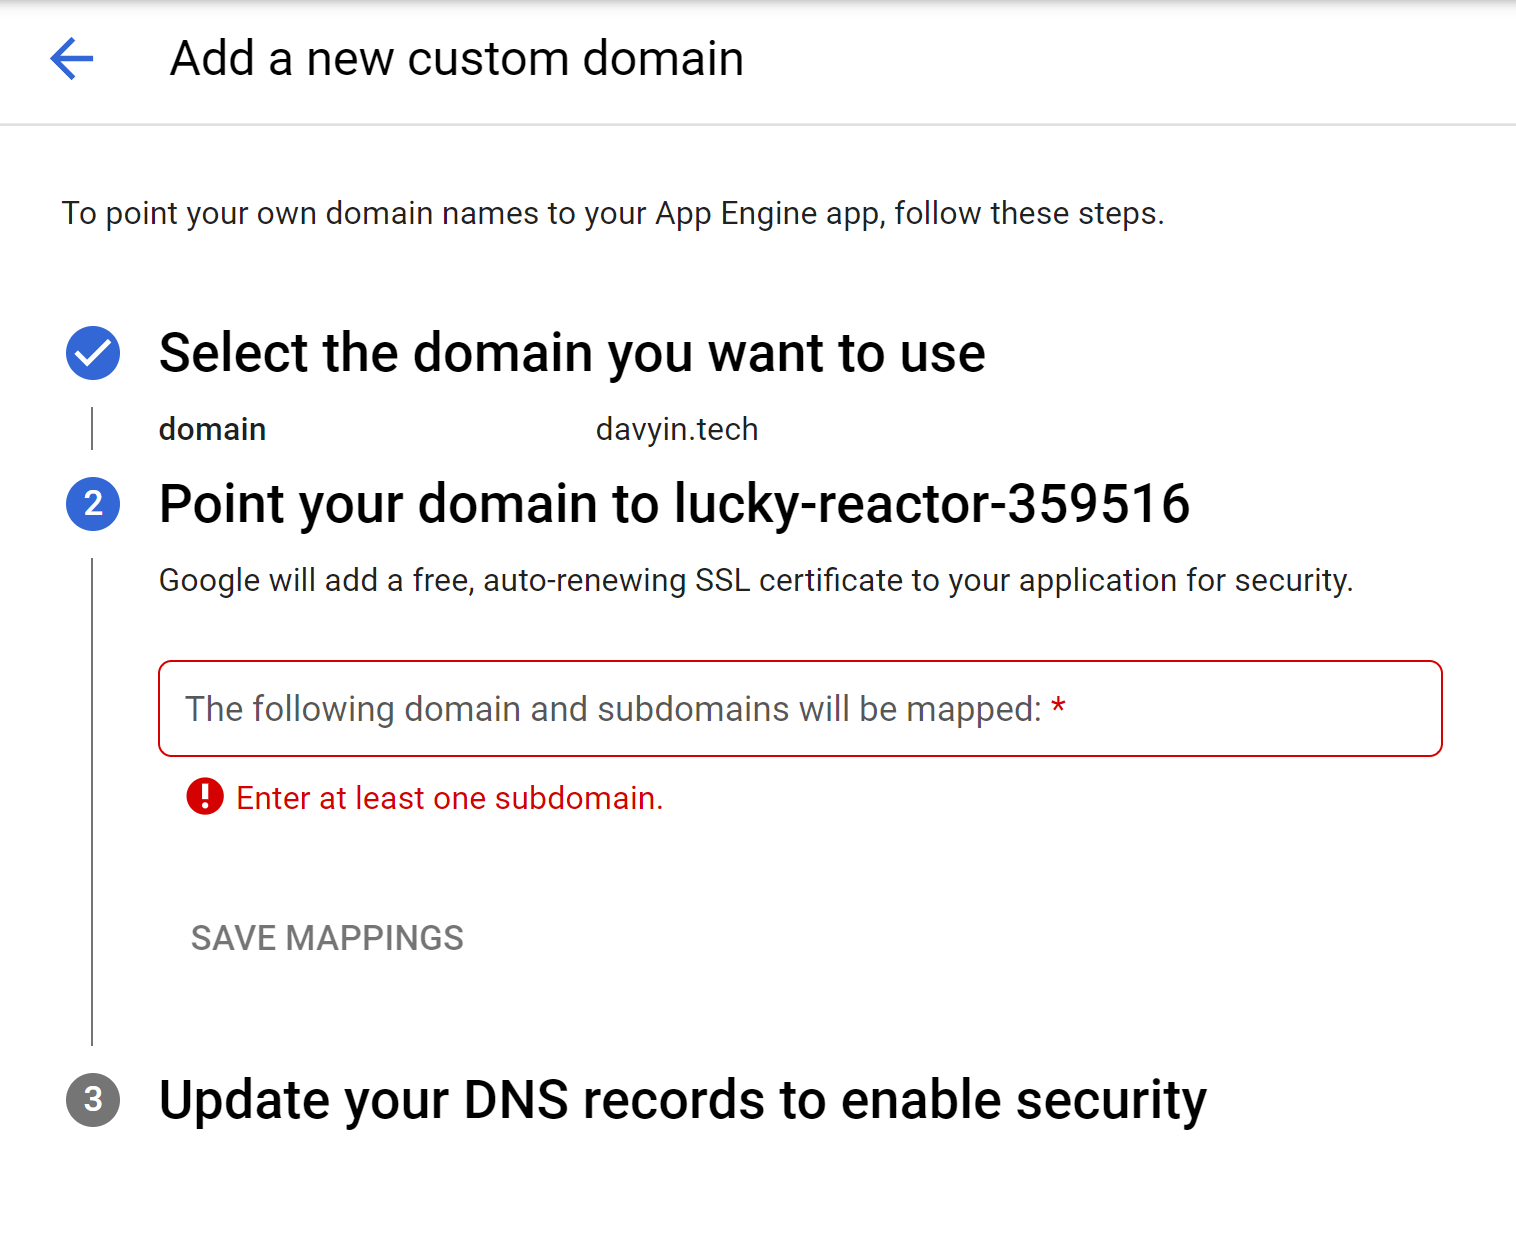 Add a new custom domain
To point your own domain names to your App Engine app, follow these steps.
Select the domain you want to use
domain davyin.tech
2 Point your domain to lucky-reactor-359516
Google will add a free, auto-renewing SSL certificate to your application for security.
The following domain and subdomains will be mapped: *
Enter at least one subdomain.
SAVE MAPPINGS
3 Update your DNS records to enable security